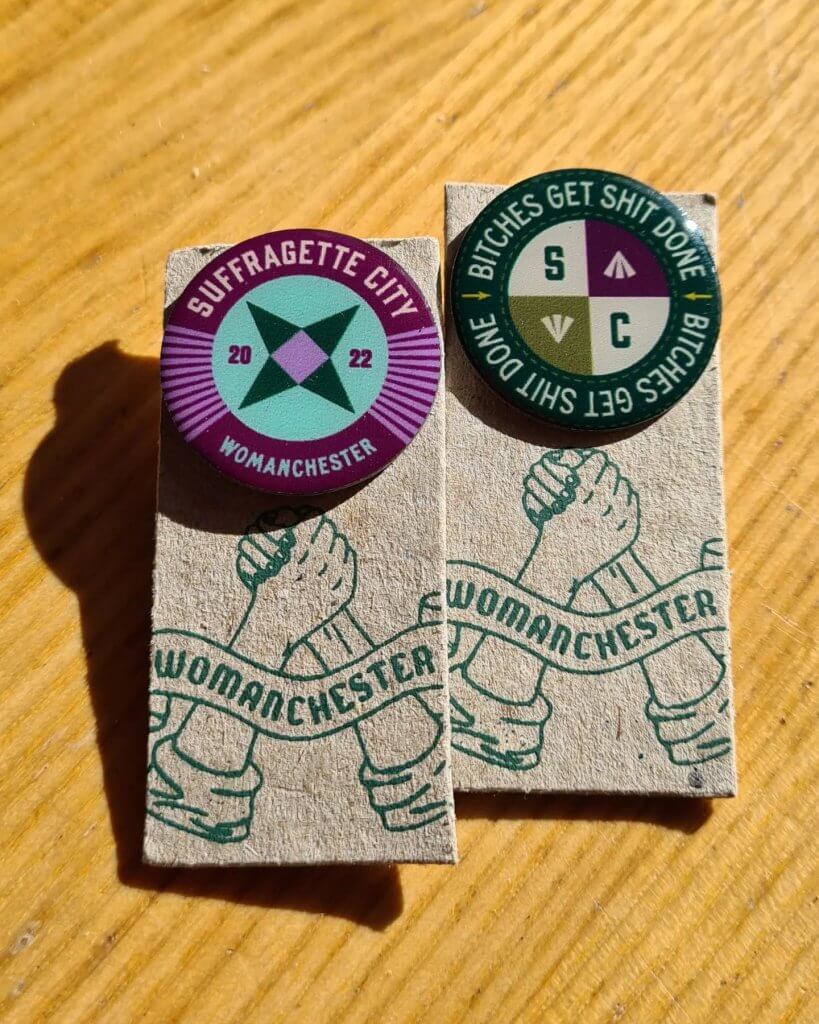 SUFFRAGETTE CITY
20 22
WOMANCHESTER
WOMANCHESTER
BITCHES GET SHIT DONE
S
C
BITCHES GET SHIT DONE
WOMANCHESTER